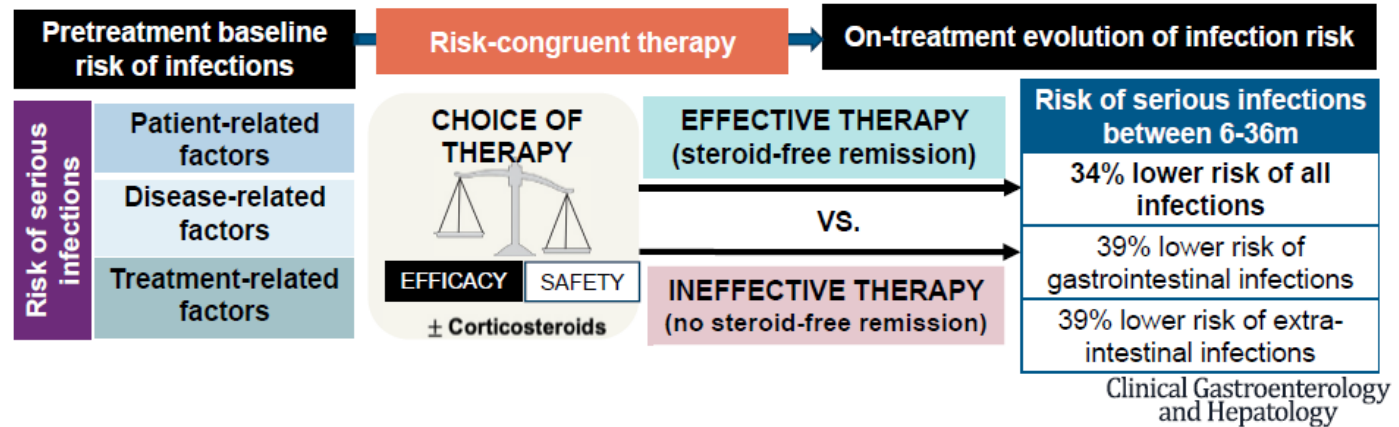 Pretreatment baseline
risk of infections
Risk-congruent therapy
On-treatment evolution of infection risk
Risk of serious
infections
Patient-related
factors
Disease-related
factors
Treatment-related
factors
CHOICE OF
THERAPY
EFFICACY
SAFETY
± Corticosteroids
EFFECTIVE THERAPY
(steroid-free remission)
VS.
INEFFECTIVE THERAPY
(no steroid-free remission)
Risk of serious infections
between 6-36m
34% lower risk of all
infections
39% lower risk of
gastrointestinal infections
39% lower risk of extra-
intestinal infections
Clinical Gastroenterology
and Hepatology